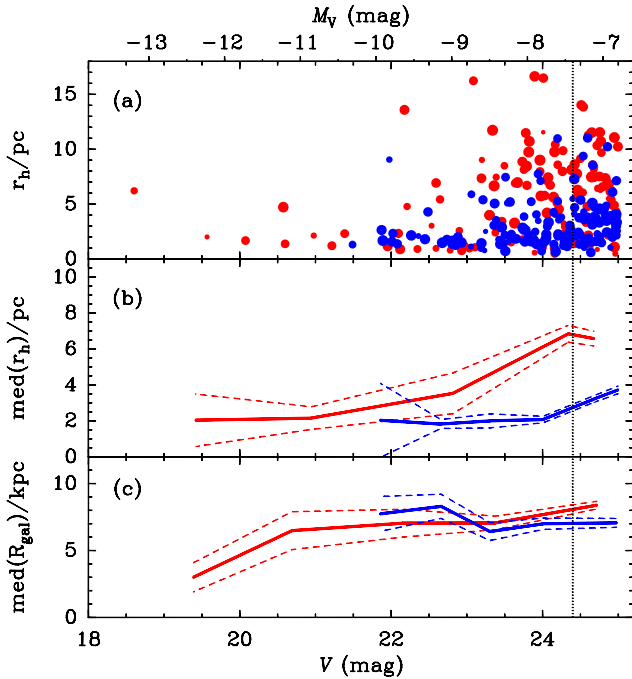 M_V (mag)
−13 −12 −11 −10 −9 −8 −7
(a)
r_h/pc
15
10
5
0
(b)
med(r_h)/pc
10
8
6
4
2
0
(c)
med(R_gal)/kpc
10
5
0
18 20 22 24
V (mag)